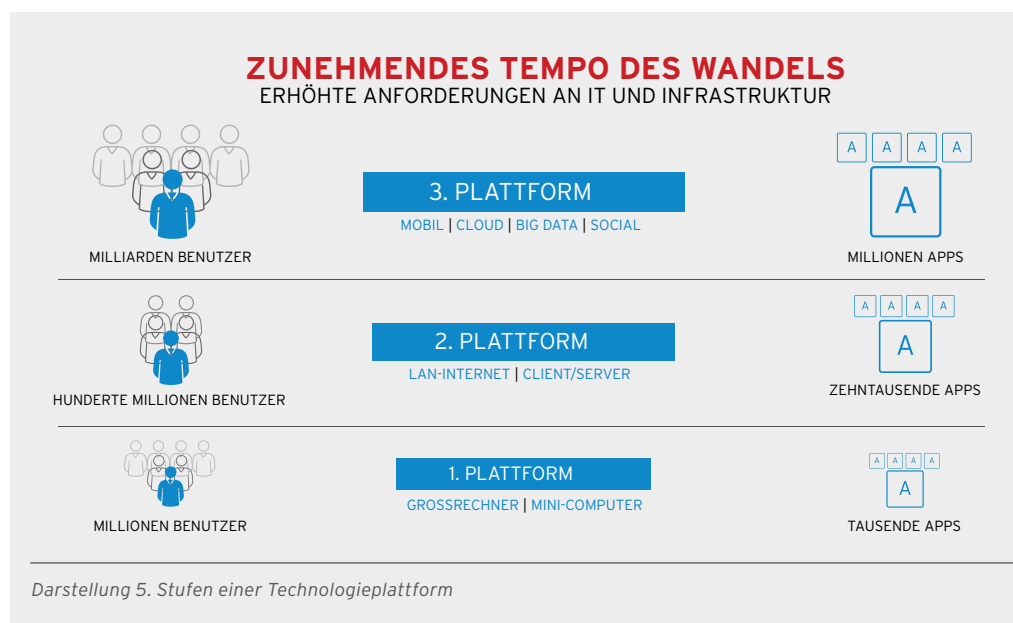 ZUNEHMENDES TEMPO DES WANDELS
ERHÖHTE ANFORDERUNGEN AN IT UND INFRASTRUKTUR
A A A A
A
3. PLATTFORM
MOBIL | CLOUD | BIG DATA | SOCIAL
MILLIARDEN BENUTZER
MILLIONEN APPS
A A A A
A
2. PLATTFORM
LAN-INTERNET | CLIENT/SERVER
HUNDERTE MILLIONEN BENUTZER
ZEHNTAUSENDE APPS
A A A A
A
1. PLATTFORM
GROSSRECHNER | MINI-COMPUTER
MILLIONEN BENUTZER
TAUSENDE APPS
Darstellung 5. Stufen einer Technologieplattform